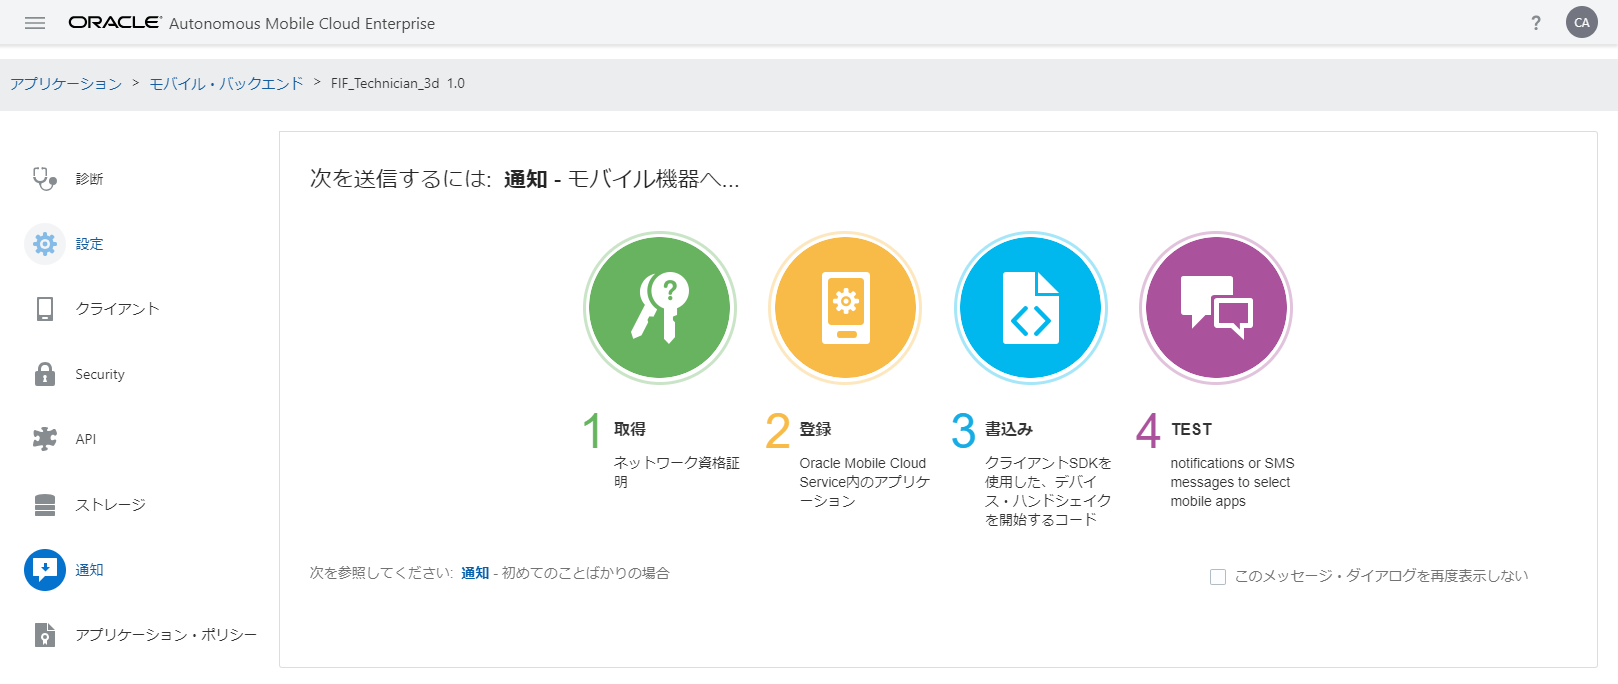 ORACLE Autonomous Mobile Cloud Enterprise
? CA
アプリケーション > モバイル・バックエンド > FIF_Technician_3d 1.0
診断
設定
クライアント
Security
API
ストレージ
通知
アプリケーション・ポリシー
次を送信するには: 通知 - モバイル機器へ...
?
1 取得
ネットワーク資格証
明
2 登録
Oracle Mobile Cloud
Service内のアプリケ
ーション
3 書込み
クライアントSDKを
使用した、デバイ
ス・ハンドシェイク
を開始するコード
4 TEST
notifications or SMS
messages to select
mobile apps
次を参照してください: 通知 - 初めてのことばかりの場合
このメッセージ・ダイアログを再度表示しない